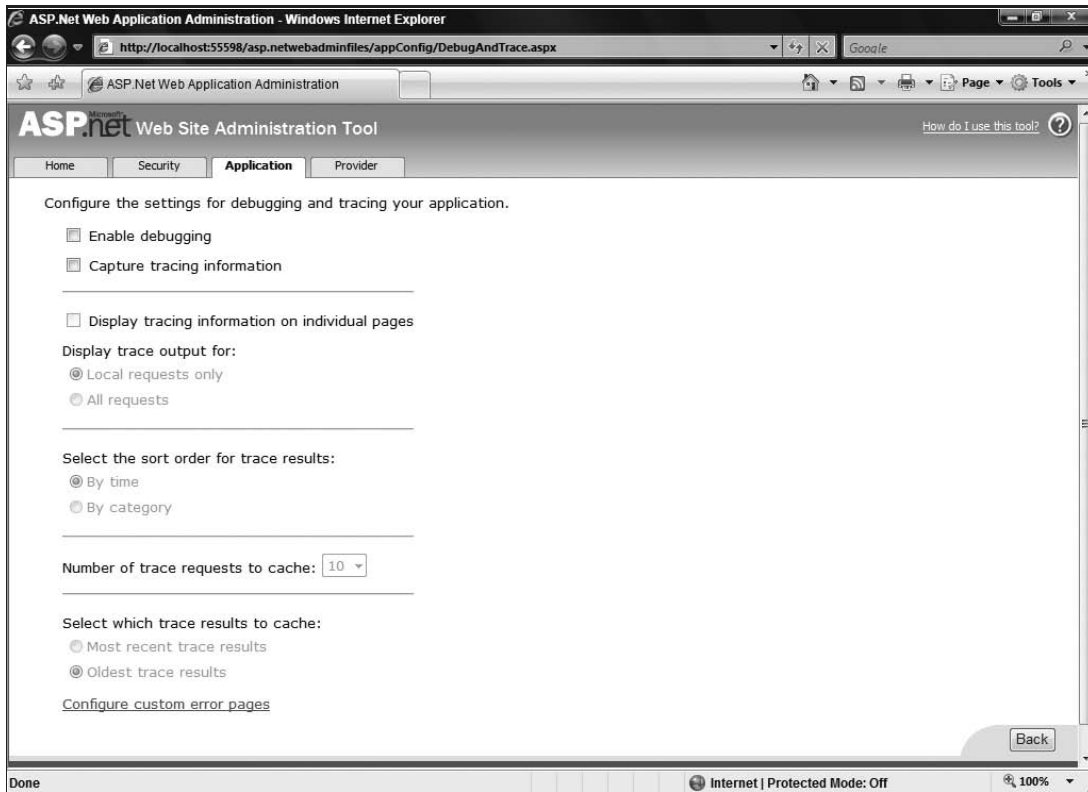 ASP.Net Web Application Administration - Windows Internet Explorer
http://localhost:55598/asp.netwebadminfiles/appConfig/DebugAndTrace.aspx
Google
ASP.Net Web Application Administration
Page
Tools
Microsoft
ASP.net Web Site Administration Tool
How do I use this tool?
Home
Security
Application
Provider
Configure the settings for debugging and tracing your application.
Enable debugging
Capture tracing information
Display tracing information on individual pages
Display trace output for:
Local requests only
All requests
Select the sort order for trace results:
By time
By category
Number of trace requests to cache: 10
Select which trace results to cache:
Most recent trace results
Oldest trace results
Configure custom error pages
Back
Done
Internet | Protected Mode: Off
100%